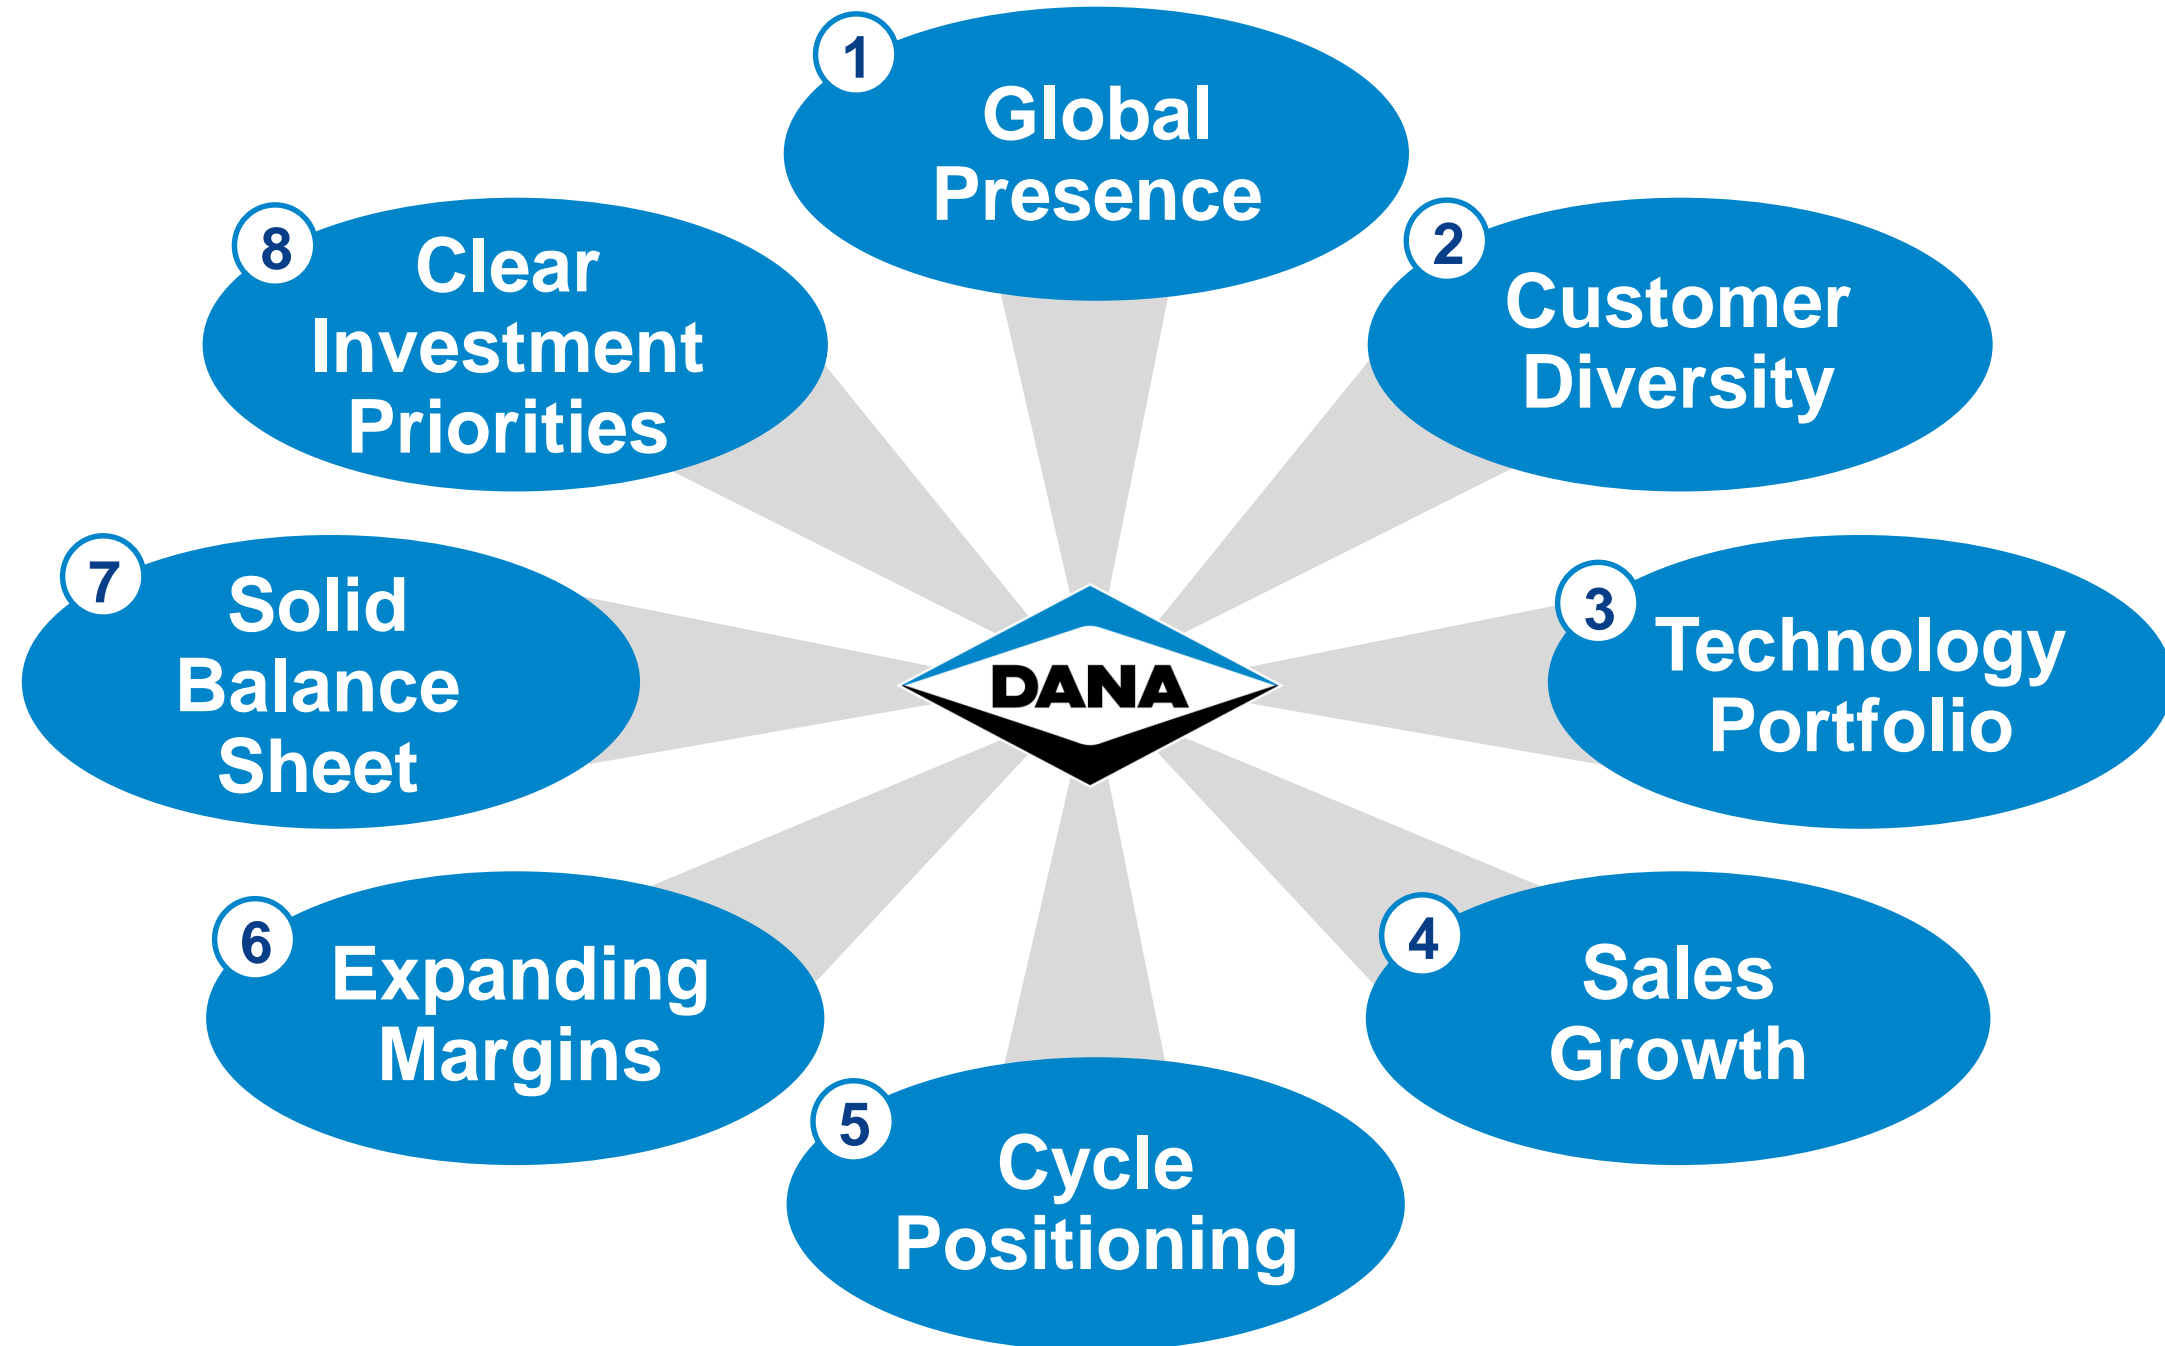 1
Global
Presence
2
Customer
Diversity
3
Technology
Portfolio
4
Sales
Growth
5
Cycle
Positioning
6
Expanding
Margins
7
Solid
Balance
Sheet
8
Clear
Investment
Priorities
DANA